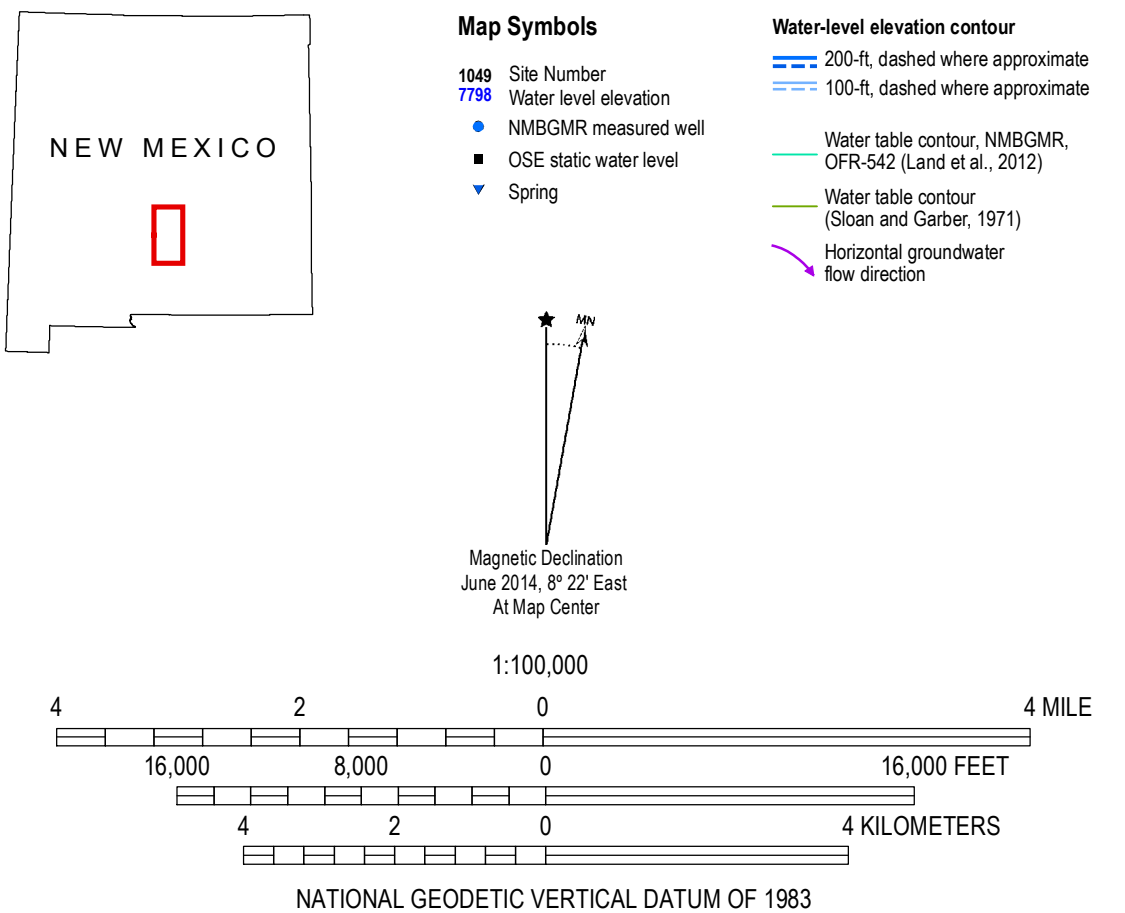 NEW MEXICO
Map Symbols
1049 Site Number
7798 Water level elevation
NMBGMR measured well
OSE static water level
Spring
Water-level elevation contour
200-ft, dashed where approximate
100-ft, dashed where approximate
Water table contour, NMBGMR,
OFR-542 (Land et al., 2012)
Water table contour
(Sloan and Garber, 1971)
Horizontal groundwater
flow direction
MN
Magnetic Declination
June 2014, 8º 22' East
At Map Center
1:100,000
4 2 0 4 MILE
16,000 8,000 0 16,000 FEET
4 2 0 4 KILOMETERS
NATIONAL GEODETIC VERTICAL DATUM OF 1983